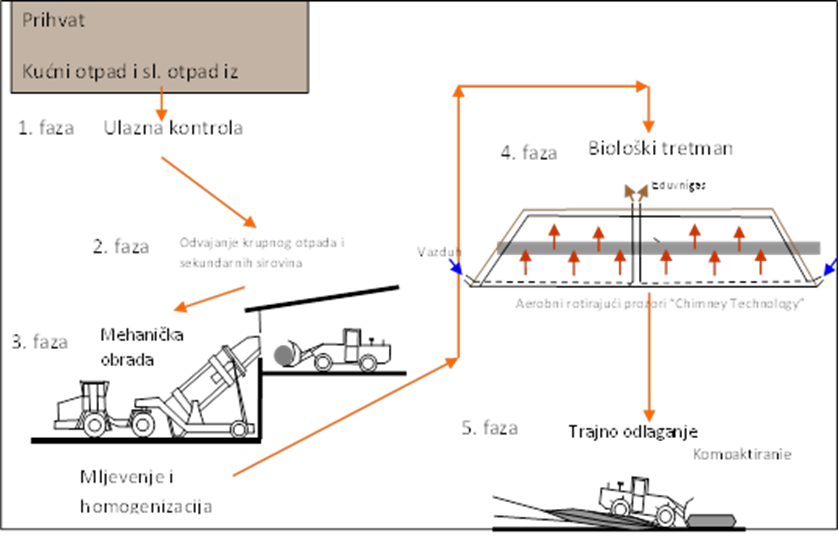 Prihvat
Kućni otpad i sl. otpad iz
1. faza
Ulazna kontrola
2. faza
Odvajanje krupnog otpada i
sekundarnih sirovina
3. faza
Mehanička
obrada
Mljevenje i
homogenizacija
4. faza
Biološki tretman
Vazduh
Aerobni rotirajući prozori "Chimney Technology"
5. faza
Trajno odlaganje
Kompaktiranje